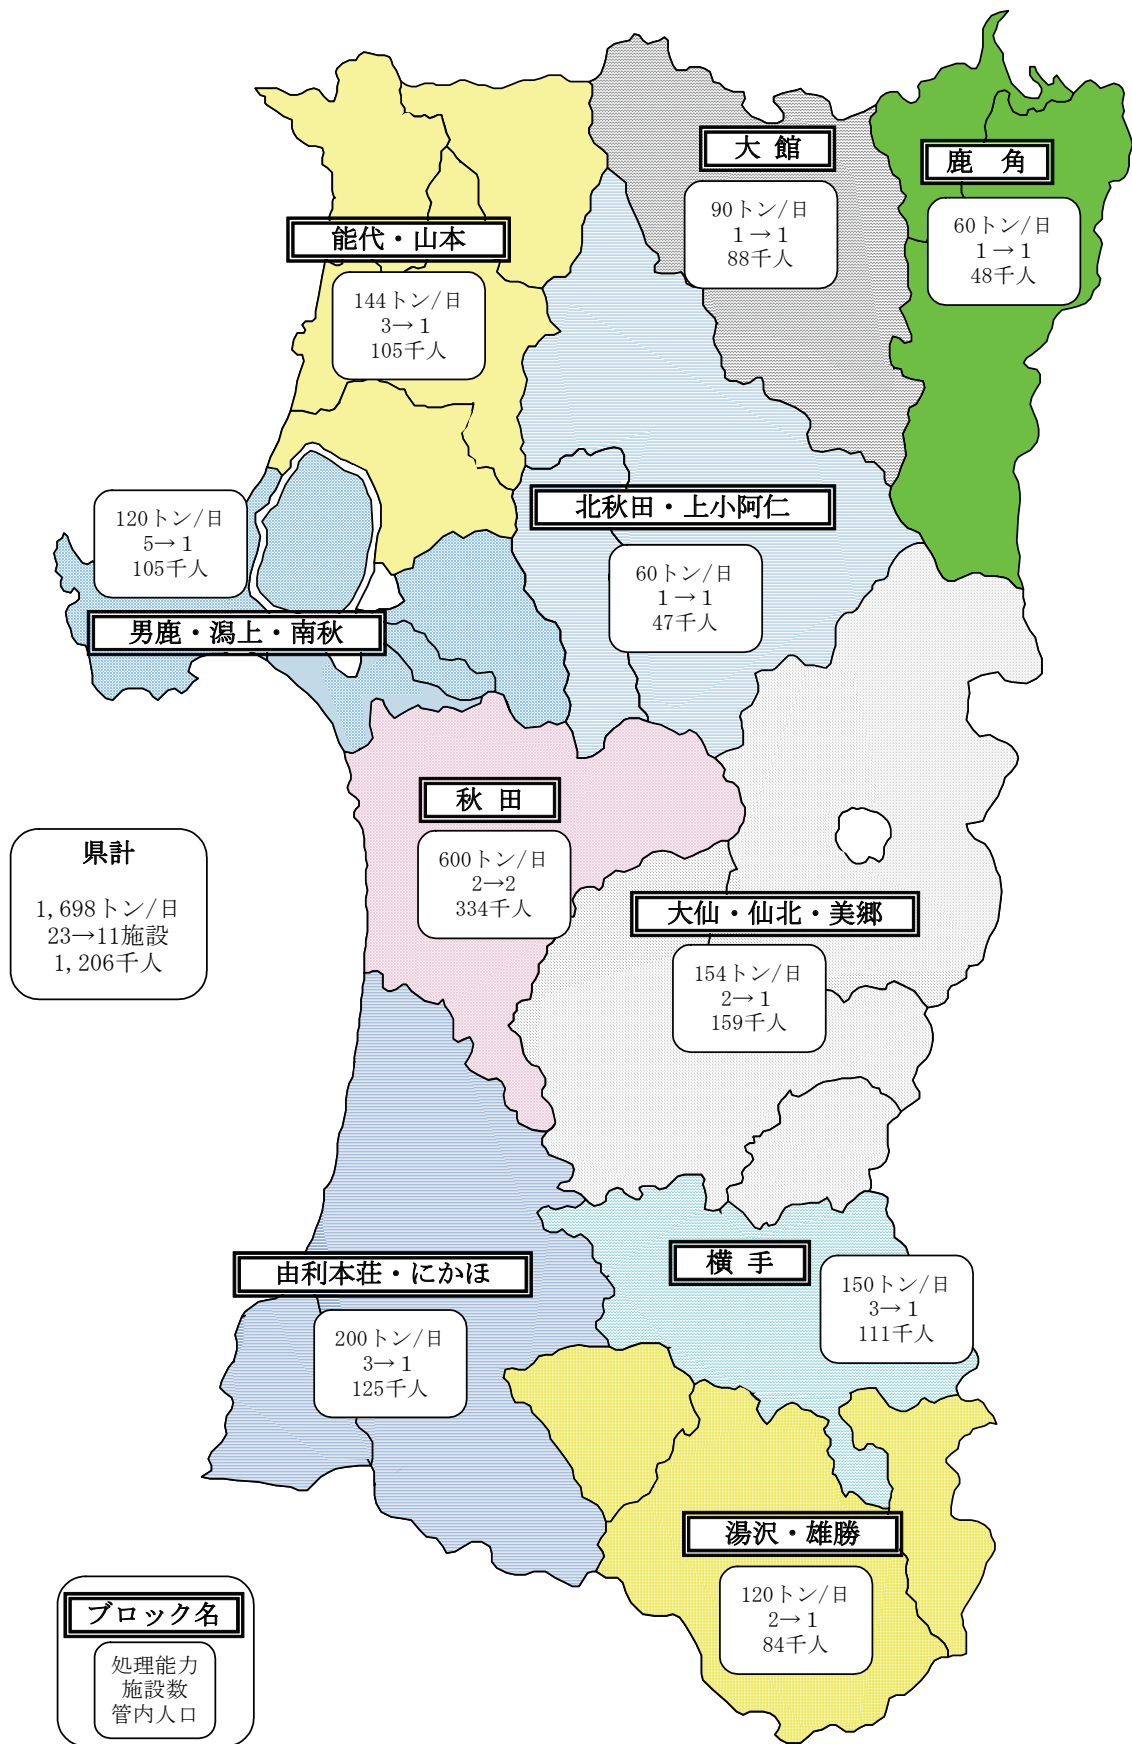 大 館
90トン/日
1→1
88千人
鹿 角
60トン/日
1→1
48千人
能代・山本
144トン/日
3→1
105千人
北秋田・上小阿仁
60トン/日
1→1
47千人
120トン/日
5→1
105千人
男鹿・潟上・南秋
秋 田
600トン/日
2→2
334千人
県計
1,698トン/日
23→11施設
1,206千人
大仙・仙北・美郷
154トン/日
2→1
159千人
由利本荘・にかほ
200トン/日
3→1
125千人
横 手
150トン/日
3→1
111千人
湯沢・雄勝
120トン/日
2→1
84千人
ブロック名
処理能力
施設数
管内人口